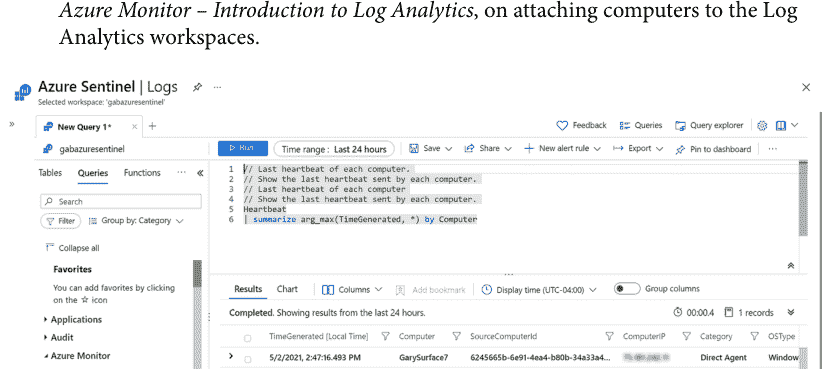 Azure Monitor – Introduction to Log Analytics, on attaching computers to the Log
Analytics workspaces.
Azure Sentinel | Logs ...
Selected workspace: 'gabazuresentinel'
» New Query 1* × + Feedback Queries Query explorer
gabazuresentinel Run Time range : Last 24 hours Save Share New alert rule Export Pin to dashboard ...
Tables Queries Functions ... «
Search
Filter Group by: Category
Collapse all
Favorites
You can add favorites by clicking
on the ☆ icon
Applications
Audit
Azure Monitor
1 // Last heartbeat of each computer.
2 // Show the last heartbeat sent by each computer.
3 // Last heartbeat of each computer
4 // Show the last heartbeat sent by each computer.
5 Heartbeat
6 | summarize arg_max(TimeGenerated, *) by Computer
Results Chart Columns Add bookmark Display time (UTC-04:00) Group columns
Completed. Showing results from the last 24 hours. 00:00.4 1 records
TimeGenerated [Local Time] Computer SourceComputerId ComputerIP Category OSType
5/2/2021, 2:47:16.493 PM GarySurface7 6245665b-6e91-4ea4-b80b-34a33a4... Direct Agent Window